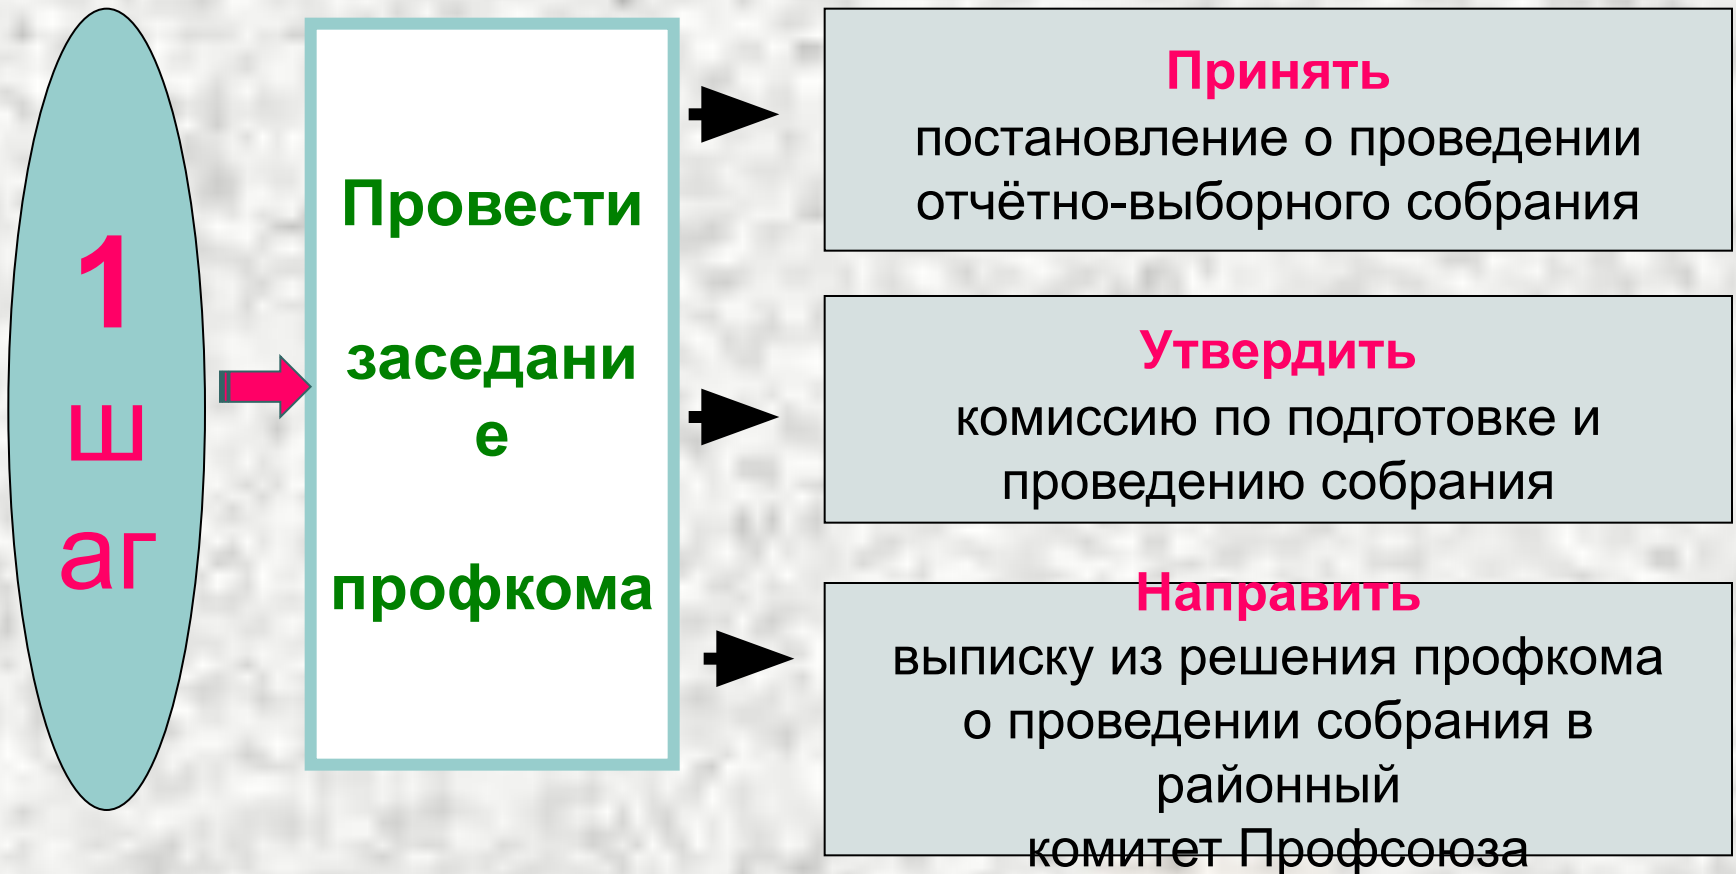 1
ш
аг
Провести
заседани
е
профкома
Принять
постановление о проведении
отчётно-выборного собрания
Утвердить
комиссию по подготовке и
проведению собрания
Направить
выписку из решения профкома
о проведении собрания в
районный
комитет Профсоюза